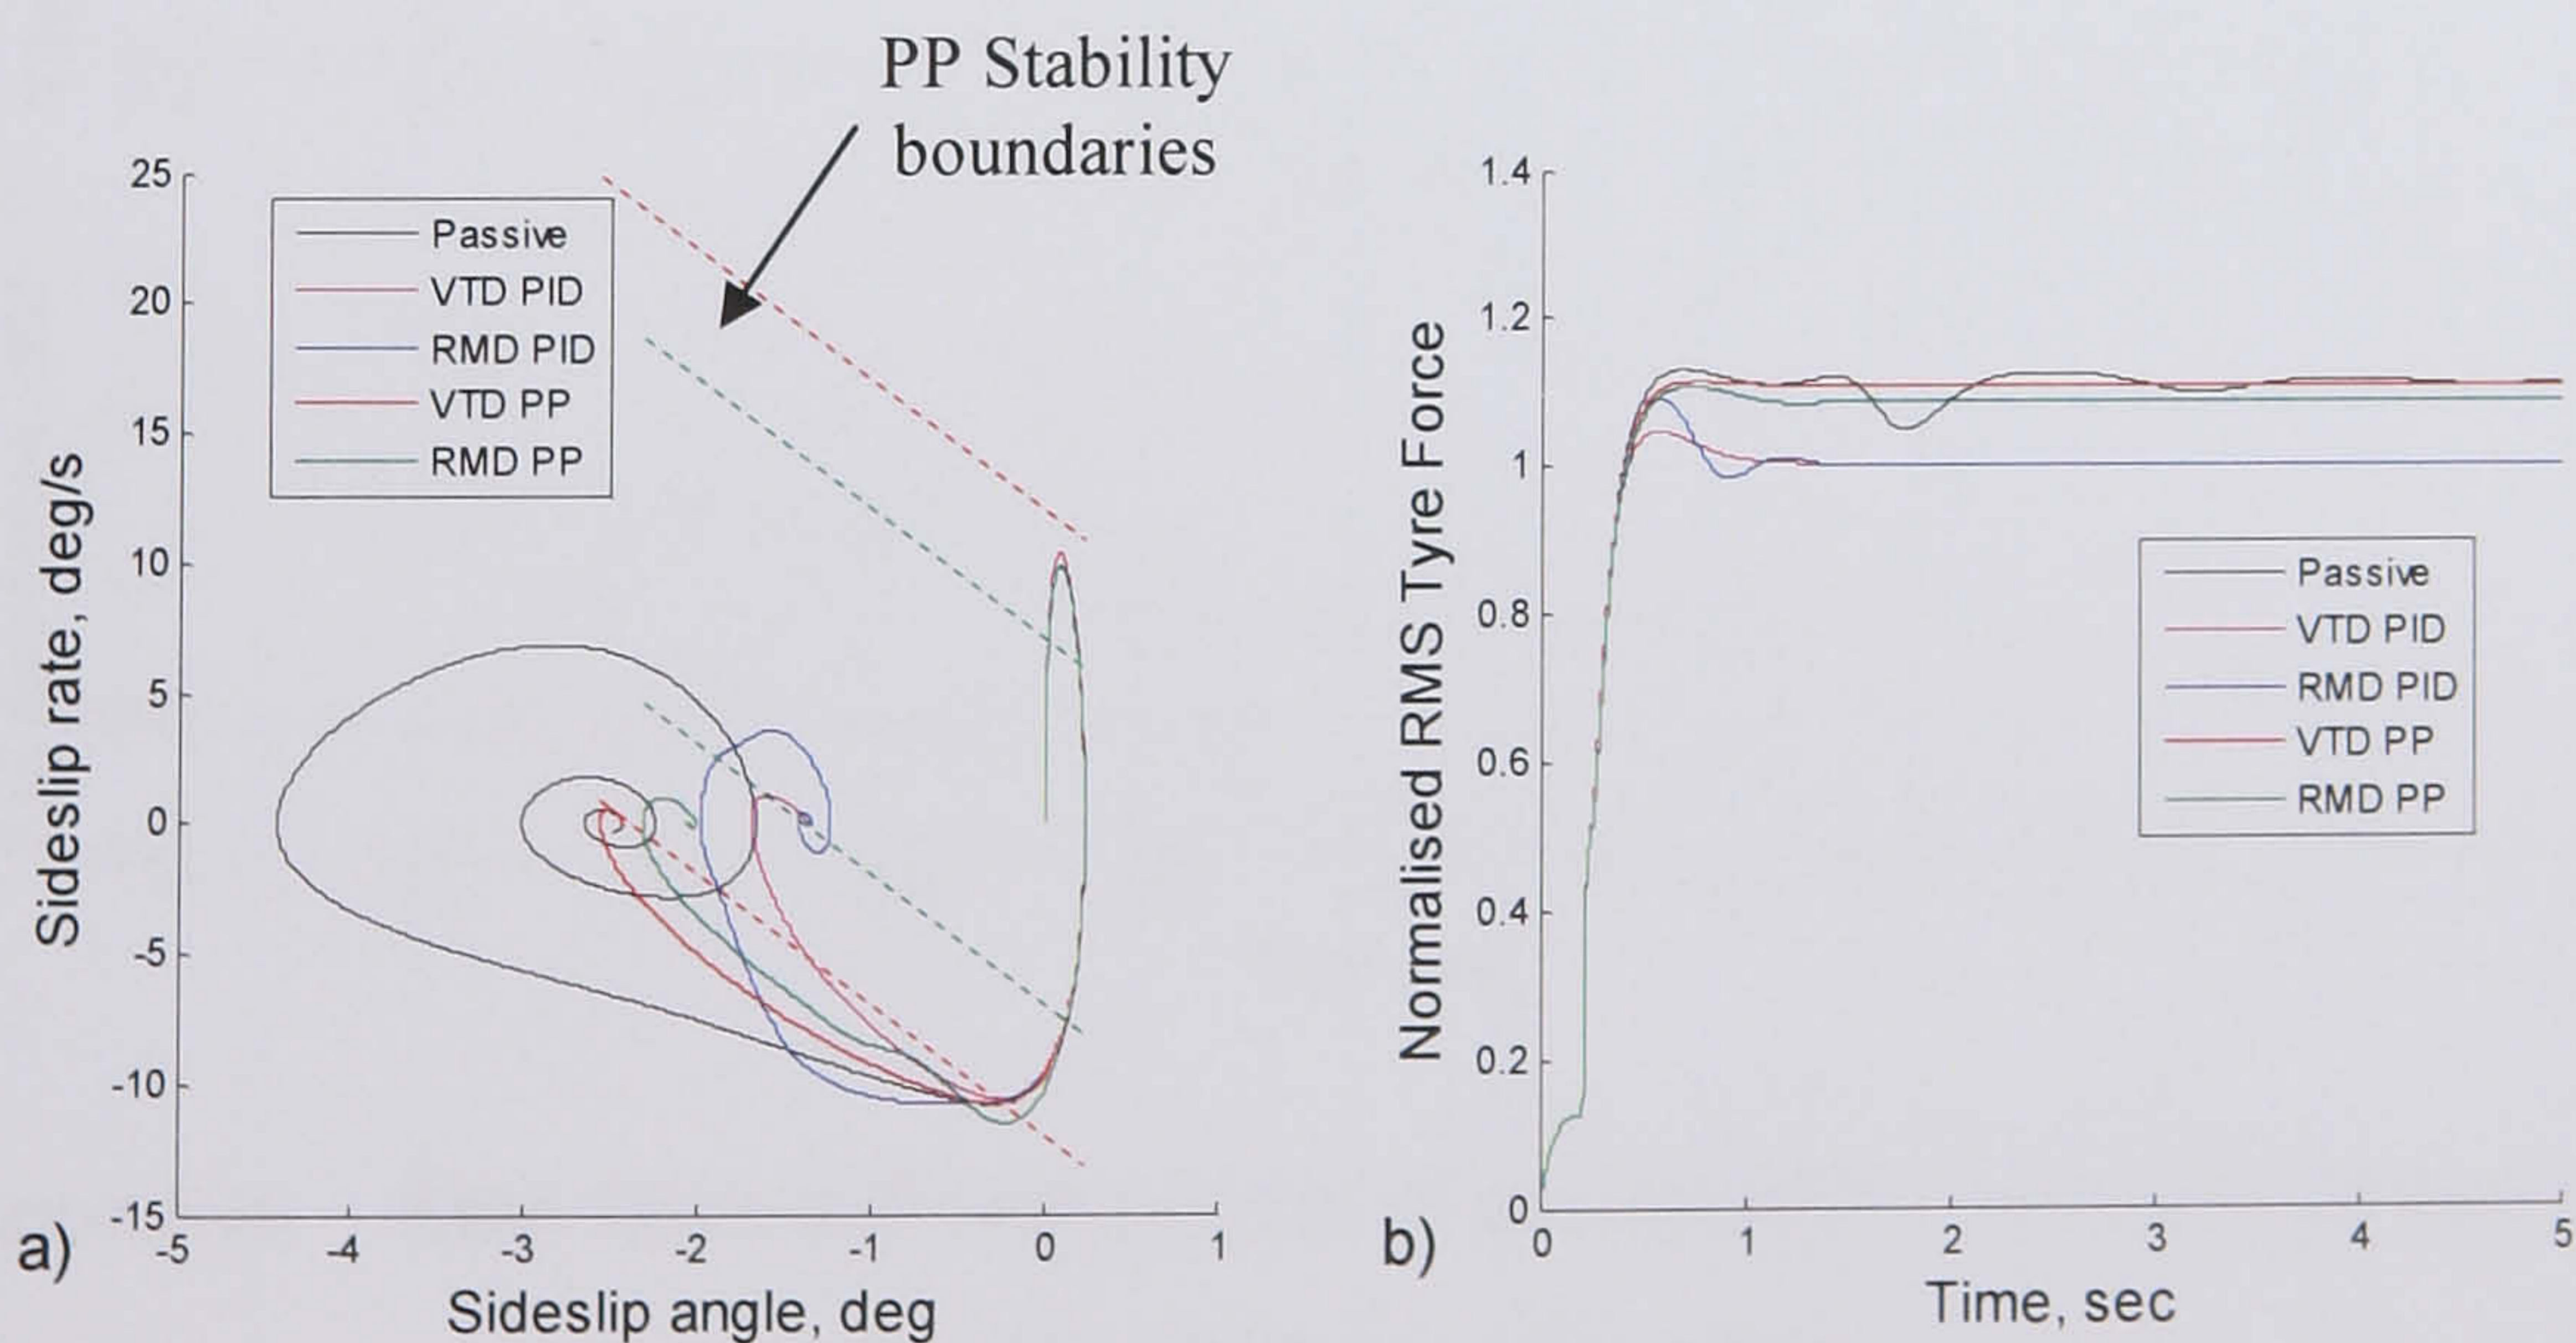 PP Stability
boundaries
25
20
15
10
5
0
-5
-10
-15
Sideslip rate, deg/s
Passive
VTD PID
RMD PID
VTD PP
RMD PP
-5 -4 -3 -2 -1 0 1
a)
Sideslip angle, deg
1.4
1.2
1
0.8
0.6
0.4
0.2
0
Normalised RMS Tyre Force
Passive
VTD PID
RMD PID
VTD PP
RMD PP
0 1 2 3 4 5
b)
Time, sec